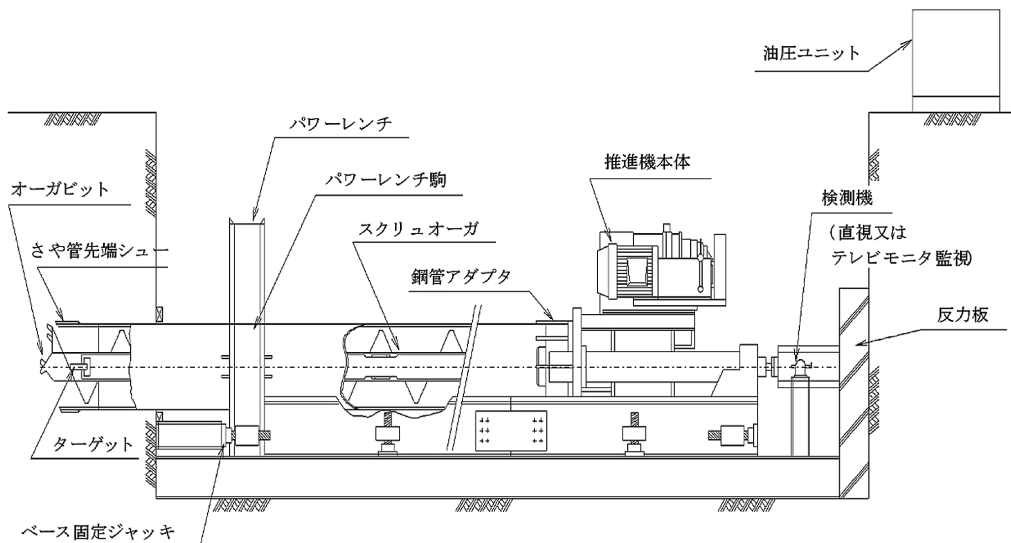 油圧ユニット
パワーレンチ
推進機本体
オーガビット
パワーレンチ駒
検測機
スクリュオーガ
(直視又は
テレビモニタ監視)
さや管先端シュー
鋼管アダプタ
反力板
ターゲット
ベース固定ジャッキ